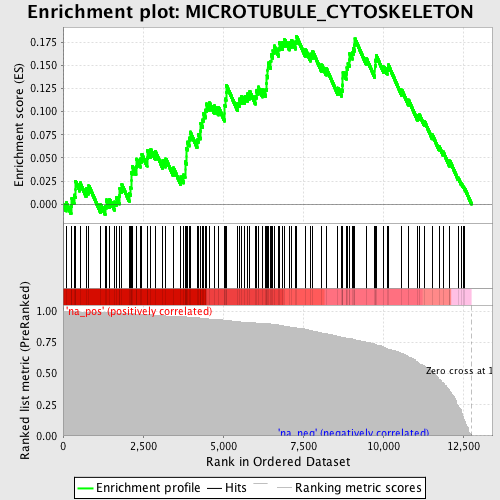 Enrichment plot: MICROTUBULE_CYTOSKELETON
Enrichment score (ES)
0.175
0.150
0.125
0.100
0.075
0.050
0.025
0.000
'na_pos' (positively correlated)
Ranked list metric (PreRanked)
1.00
0.75
0.50
0.25
0.00
Zero cross at 1
'na_neg' (negatively correlated)
0
2,500
5,000
7,500
10,000
12,500
Rank in Ordered Dataset
Enrichment profile
Hits
Ranking metric scores